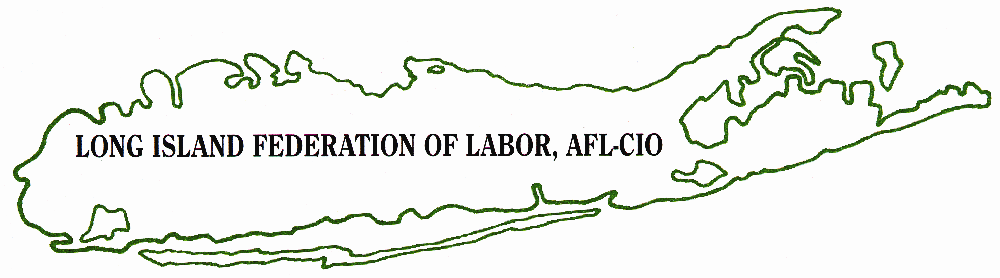 LONG ISLAND FEDERATION OF LABOR, AFL-CIO